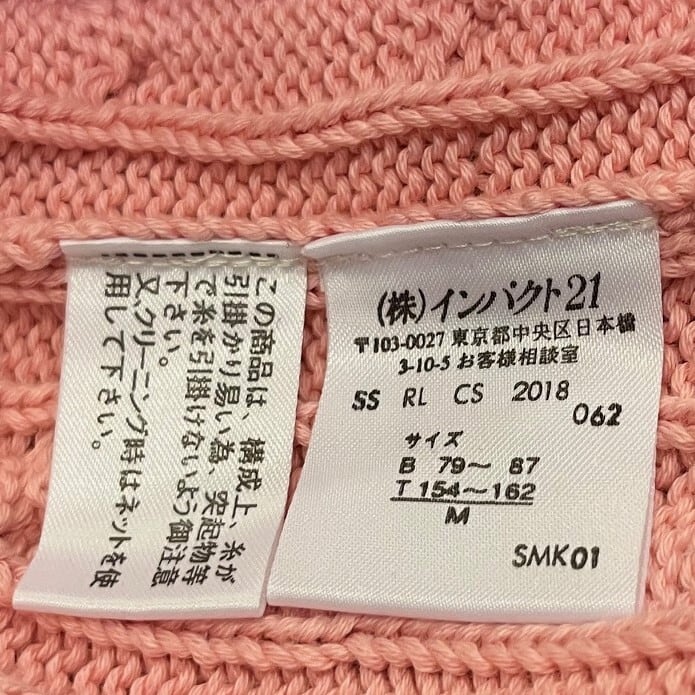 この商品は、構成上、糸が
引掛かり易い為、突起物等
で糸を引掛けないよう御注意
下さい。
又、クリーニング時はネットを使
用して下さい。
(株)インパクト21
〒103-0027 東京都中央区日本橋
3-10-5 お客様相談室
SS RL CS 2018
062
サイズ
B 79〜 87
T 154〜162
M
SMK01